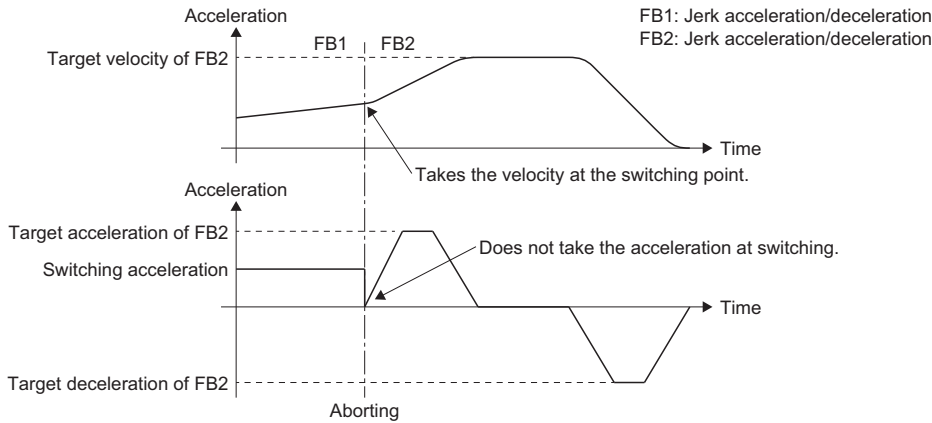 Acceleration
FB1: Jerk acceleration/deceleration
FB2: Jerk acceleration/deceleration
FB1 FB2
Target velocity of FB2
Time
Takes the velocity at the switching point.
Acceleration
Target acceleration of FB2
Does not take the acceleration at switching.
Switching acceleration
Time
Target deceleration of FB2
Aborting